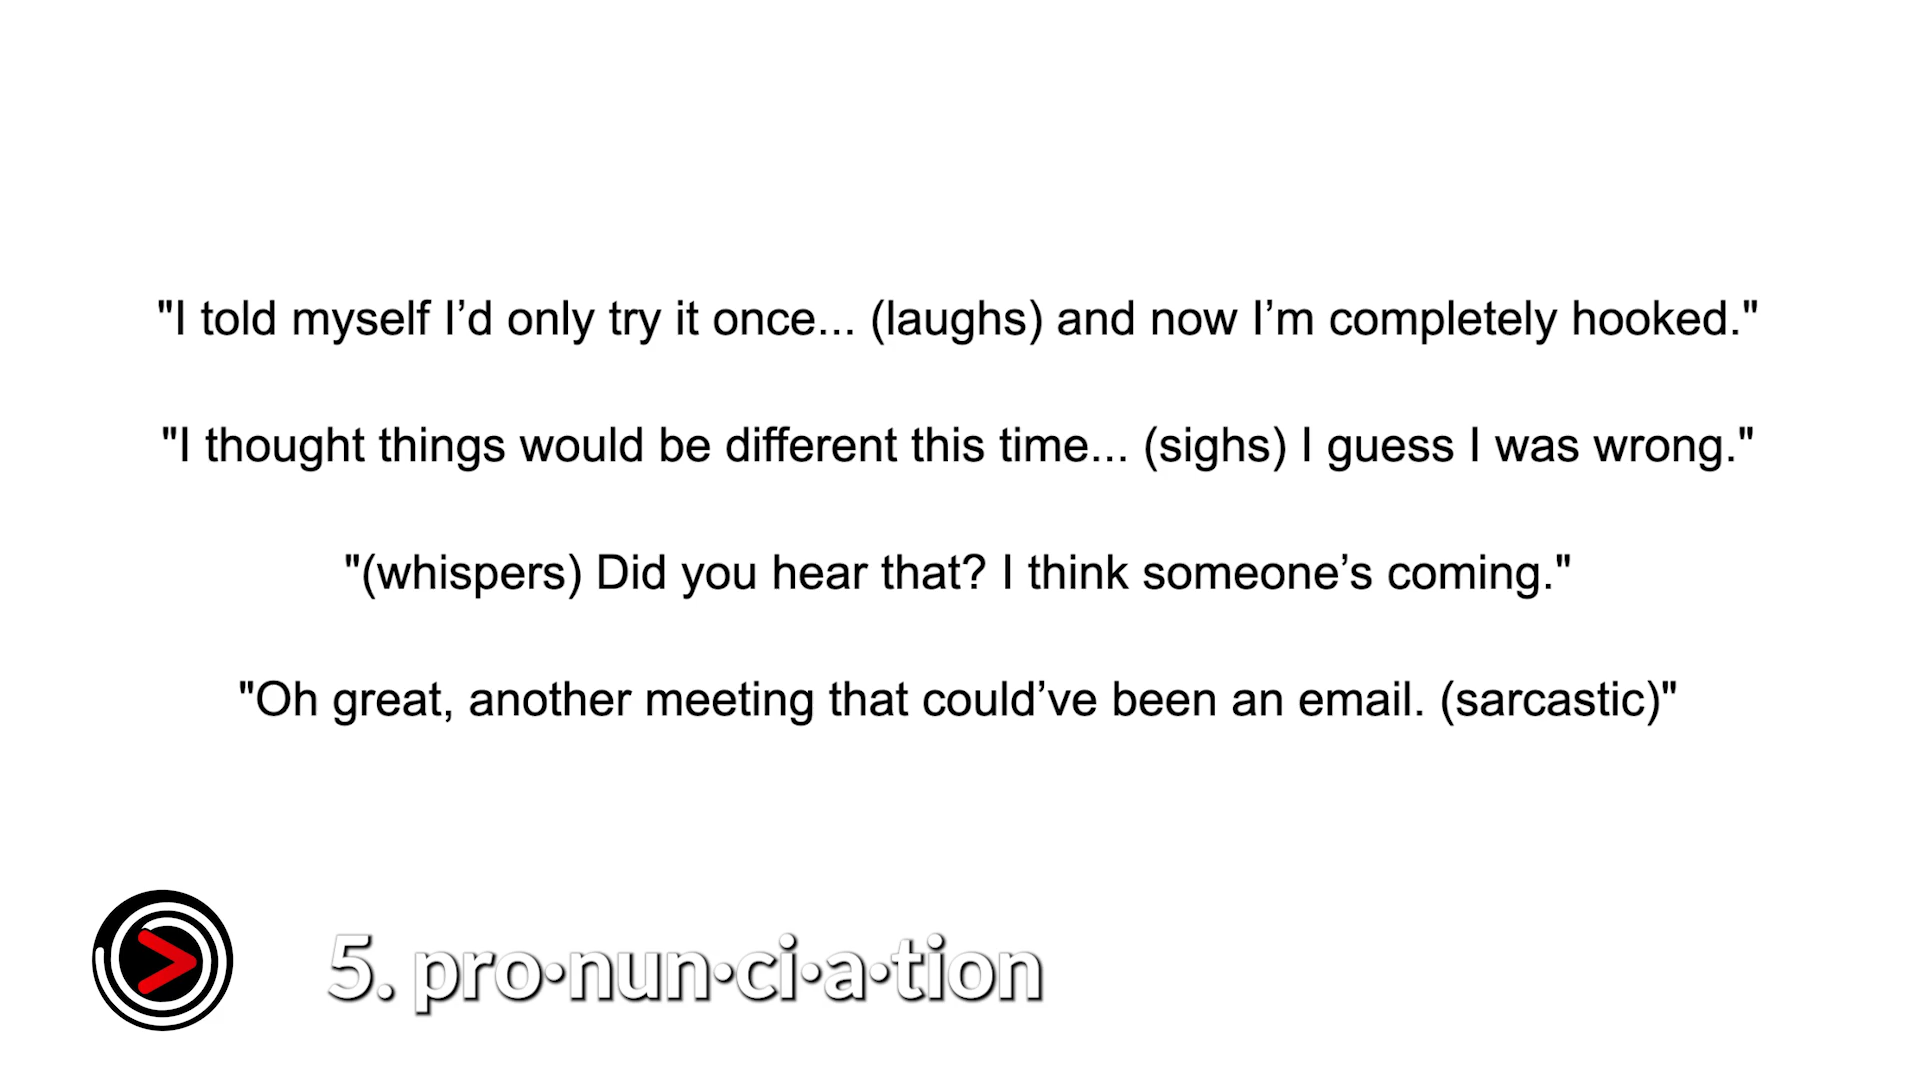 "I told myself I’d only try it once... (laughs) and now I’m completely hooked."
"I thought things would be different this time... (sighs) I guess I was wrong."
"(whispers) Did you hear that? I think someone’s coming."
"Oh great, another meeting that could’ve been an email. (sarcastic)"
5. pro·nun·ci·a·tion